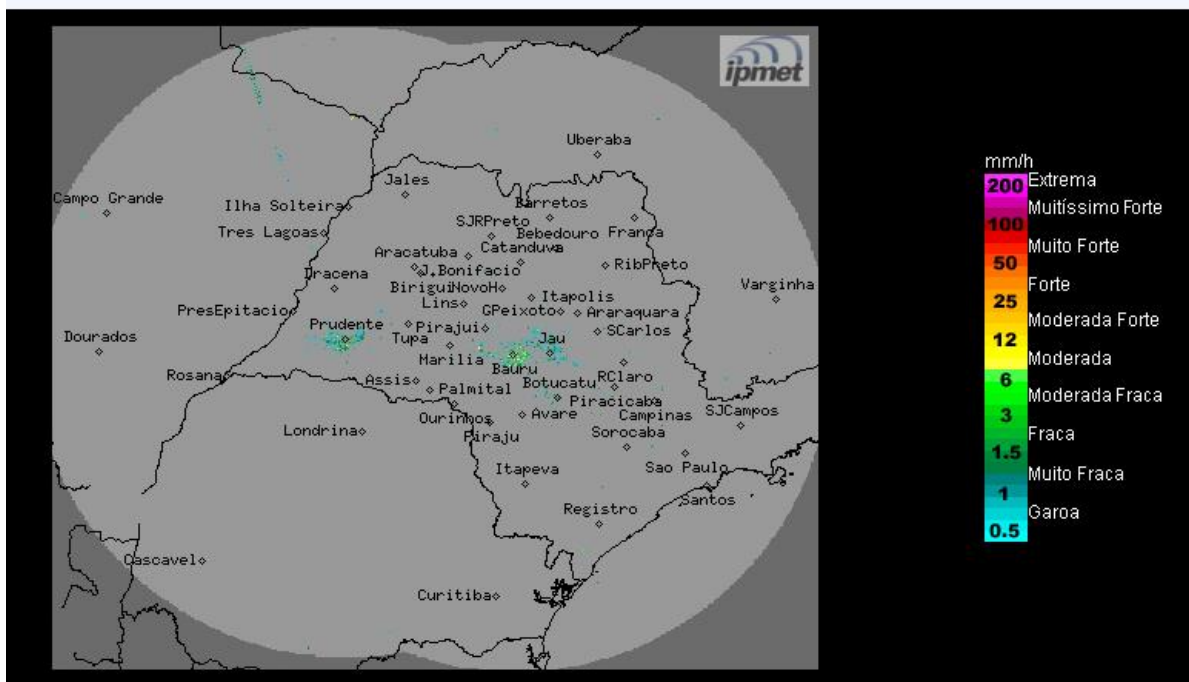 ipmet
Uberaba
Campo Grande
Jales
Ilha Solteira
Barretos
SJRPreto
Tres Lagoas
Bebedouro
Franca
Aracatuba
Catanduva
J.Bonifacio
RibPreto
Dracena
Birigui
NovoH
Itapolis
Varginha
PresEpitacio
Lins
GPeixoto
Araraquara
Prudente
Pirajui
SCarlos
Dourados
Tupa
Jau
Marilia
Bauru
Rosana
Assis
Botucatu
RClaro
Palmital
Piracicaba
Ourinhos
Avare
Campinas
SJCampos
Londrina
Piraju
Sorocaba
Itapeva
Sao Paulo
Santos
Registro
Cascavel
Curitiba
mm/h
200 Extrema
Muitíssimo Forte
100
Muito Forte
50
Forte
25
Moderada Forte
12
Moderada
6
Moderada Fraca
3
Fraca
1.5
Muito Fraca
1
Garoa
0.5